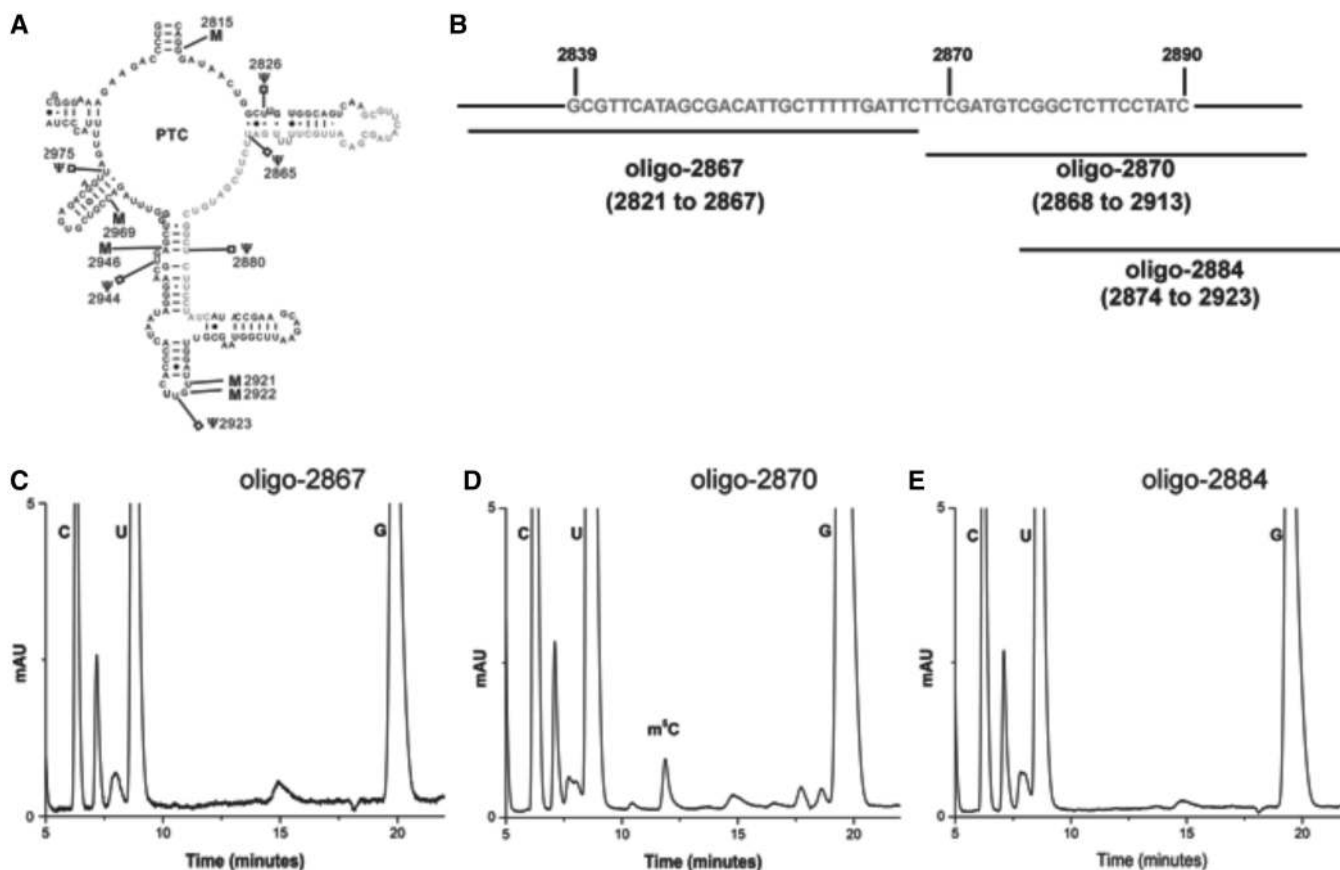 A
2815
M
2826
Ψ
PTC
2975
Ψ
Ψ
2865
M
2969
M
2946
Ψ
2880
Ψ
2944
M 2921
M 2922
Ψ2923
B
2839 2870 2890
GCGTTCATAGCGACATTGCTTTTTGATTCTTCGATGTCGGCTCTTCCTATC
oligo-2867
(2821 to 2867)
oligo-2870
(2868 to 2913)
oligo-2884
(2874 to 2923)
C oligo-2867
5
C U G
mAU
0
5 10 15 20
Time (minutes)
D oligo-2870
5
C U G
mAU
m⁵C
0
5 10 15 20
Time (minutes)
E oligo-2884
5
C U G
mAU
0
5 10 15 20
Time (minutes)